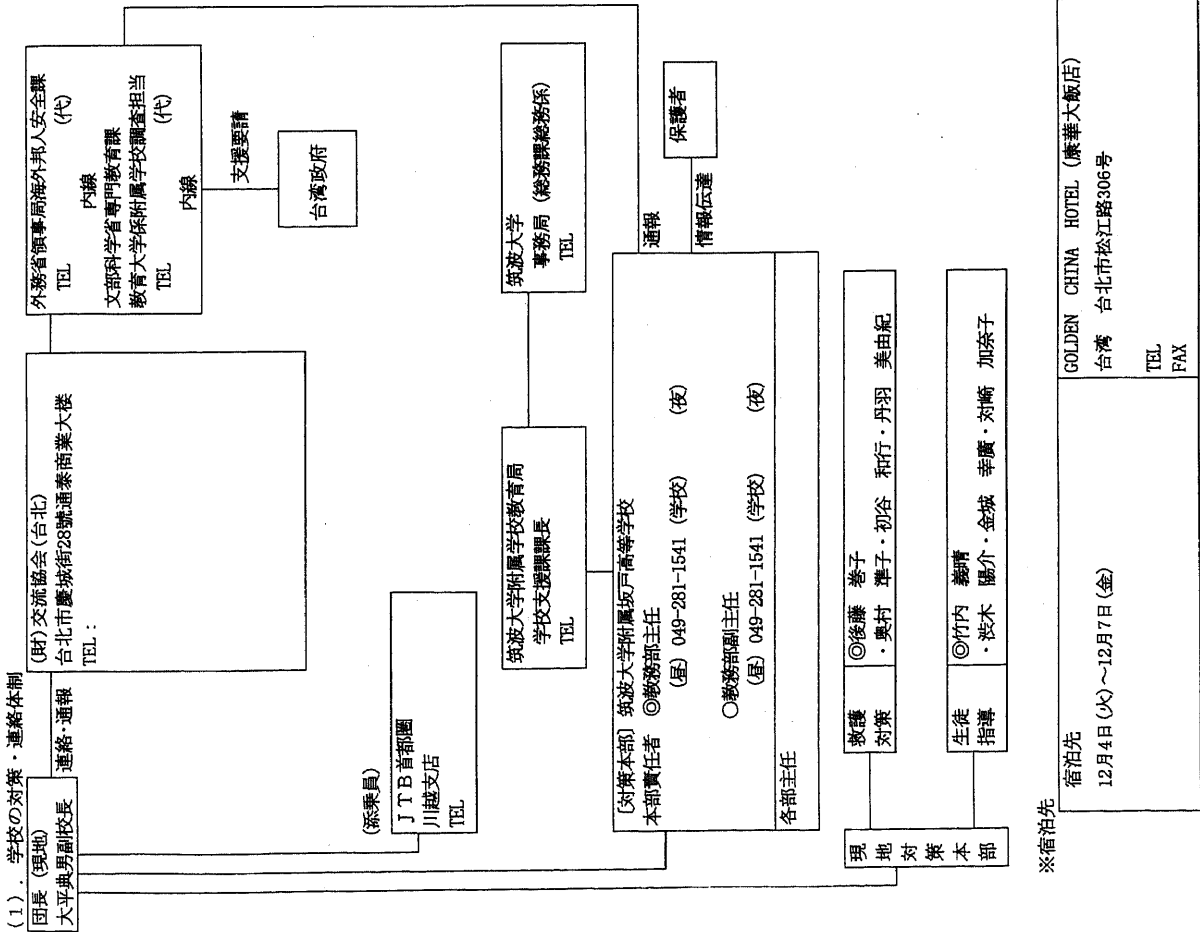 (1). 学校の対策・連絡体制
団長(現地)
大平典男副校長
連絡・通報
(財)交流協会(台北)
台北市慶城街28號通泰商業大楼
TEL:
外務省領事局海外邦人安全課
TEL (代)
内線
文部科学省専門教育課
教育大学係附属学校調査担当
TEL (代)
内線
支援要請
台湾政府
(添乗員)
JTB首都圏
川越支店
TEL
筑波大学附属学校教育局
学校支援課課長
TEL
筑波大学
事務局(総務課総務係)
TEL
[対策本部] 筑波大学附属坂戸高等学校
本部責任者 ◎教務部主任
(昼) 049-281-1541 (学校) (夜)
○教務部副主任
(昼) 049-281-1541 (学校) (夜)
各部主任
通報
情報伝達
保護者
現地対策本部
救護
対策
◎後藤 巻子
・奥村 準子・初谷 和行・丹羽 美由紀
生徒
指導
◎竹内 義晴
・渋木 陽介・金城 幸廣・対崎 加奈子
※宿泊先
宿泊先
12月4日(火)~12月7日(金)
GOLDEN CHINA HOTEL (康華大飯店)
台湾 台北市松江路306号
TEL
FAX